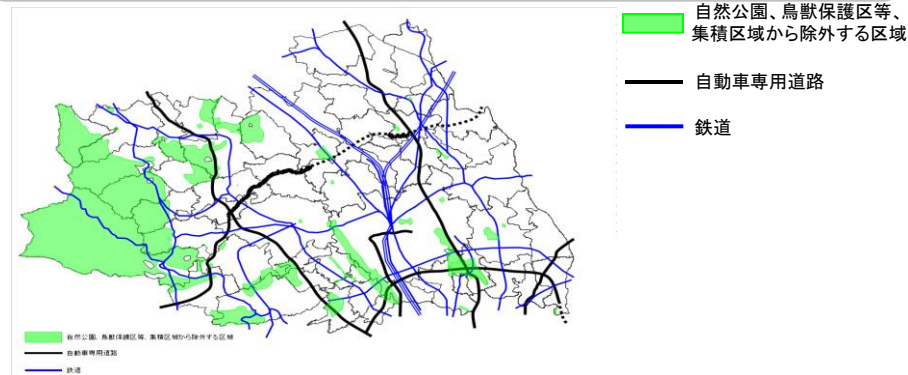 自然公園、鳥獣保護区等、
集積区域から除外する区域
自動車専用道路
鉄道
自然公園、鳥獣保護区等、集積区域から除外する区域
自動車専用道路
鉄道